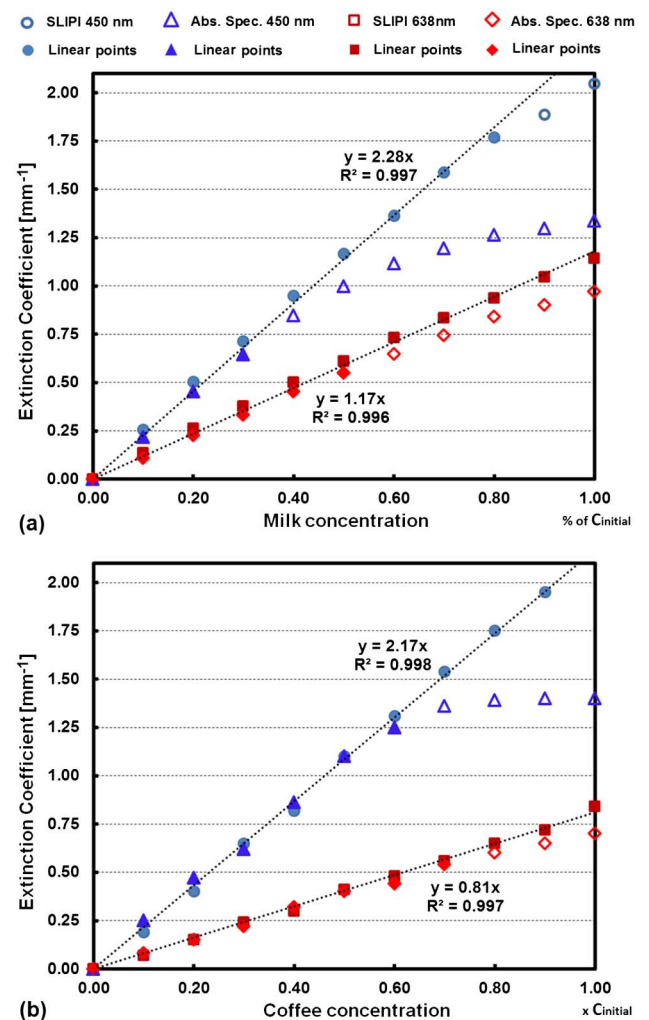 SLIPI 450 nm Abs. Spec. 450 nm SLIPI 638nm Abs. Spec. 638 nm
Linear points Linear points Linear points Linear points
2.00
1.75
1.50
1.25
1.00
0.75
0.50
0.25
0.00
Extinction Coefficient [mm⁻¹]
y = 2.28x
R² = 0.997
y = 1.17x
R² = 0.996
0.00 0.20 0.40 0.60 0.80 1.00
(a) Milk concentration % of Cinitial
2.00
1.75
1.50
1.25
1.00
0.75
0.50
0.25
0.00
Extinction Coefficient [mm⁻¹]
y = 2.17x
R² = 0.998
y = 0.81x
R² = 0.997
0.00 0.20 0.40 0.60 0.80 1.00
(b) Coffee concentration x Cinitial